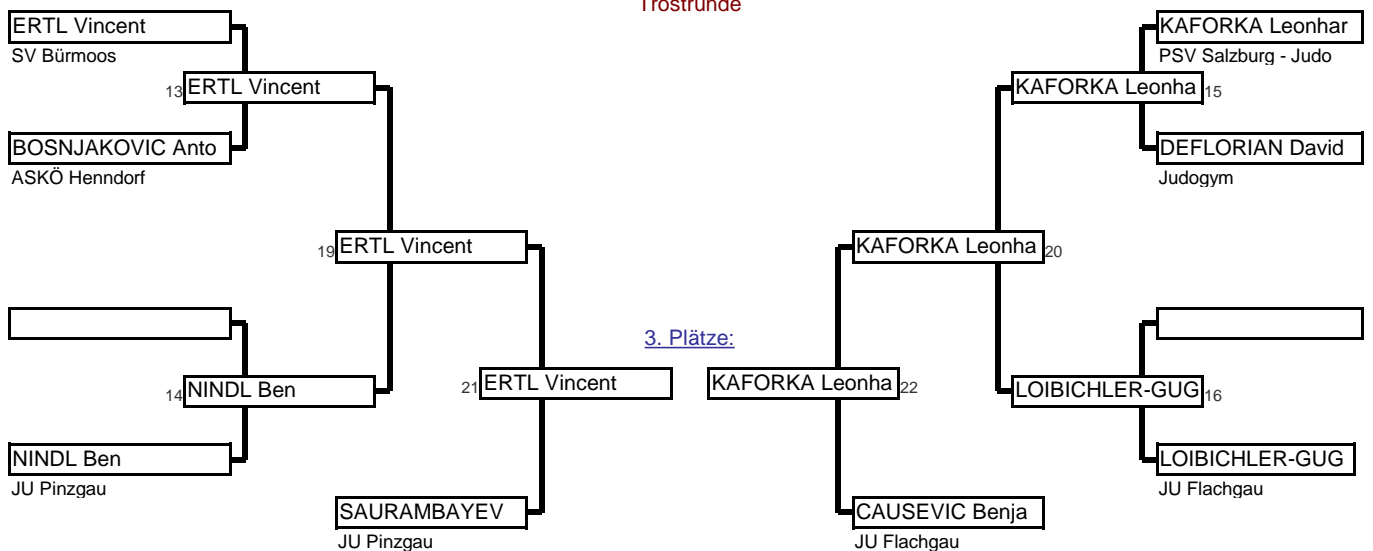 Trostrunde
ERTL Vincent
SV Bürmoos
13 ERTL Vincent
BOSNJAKOVIC Anto
ASKÖ Henndorf
19 ERTL Vincent
14 NINDL Ben
NINDL Ben
JU Pinzgau
21 ERTL Vincent
SAURAMBAYEV
JU Pinzgau
3. Plätze:
KAFORKA Leonhar
PSV Salzburg - Judo
KAFORKA Leonha 15
DEFLORIAN David
Judogym
KAFORKA Leonha 20
KAFORKA Leonha 22
LOIBICHLER-GUG 16
LOIBICHLER-GUG
JU Flachgau
CAUSEVIC Benja
JU Flachgau